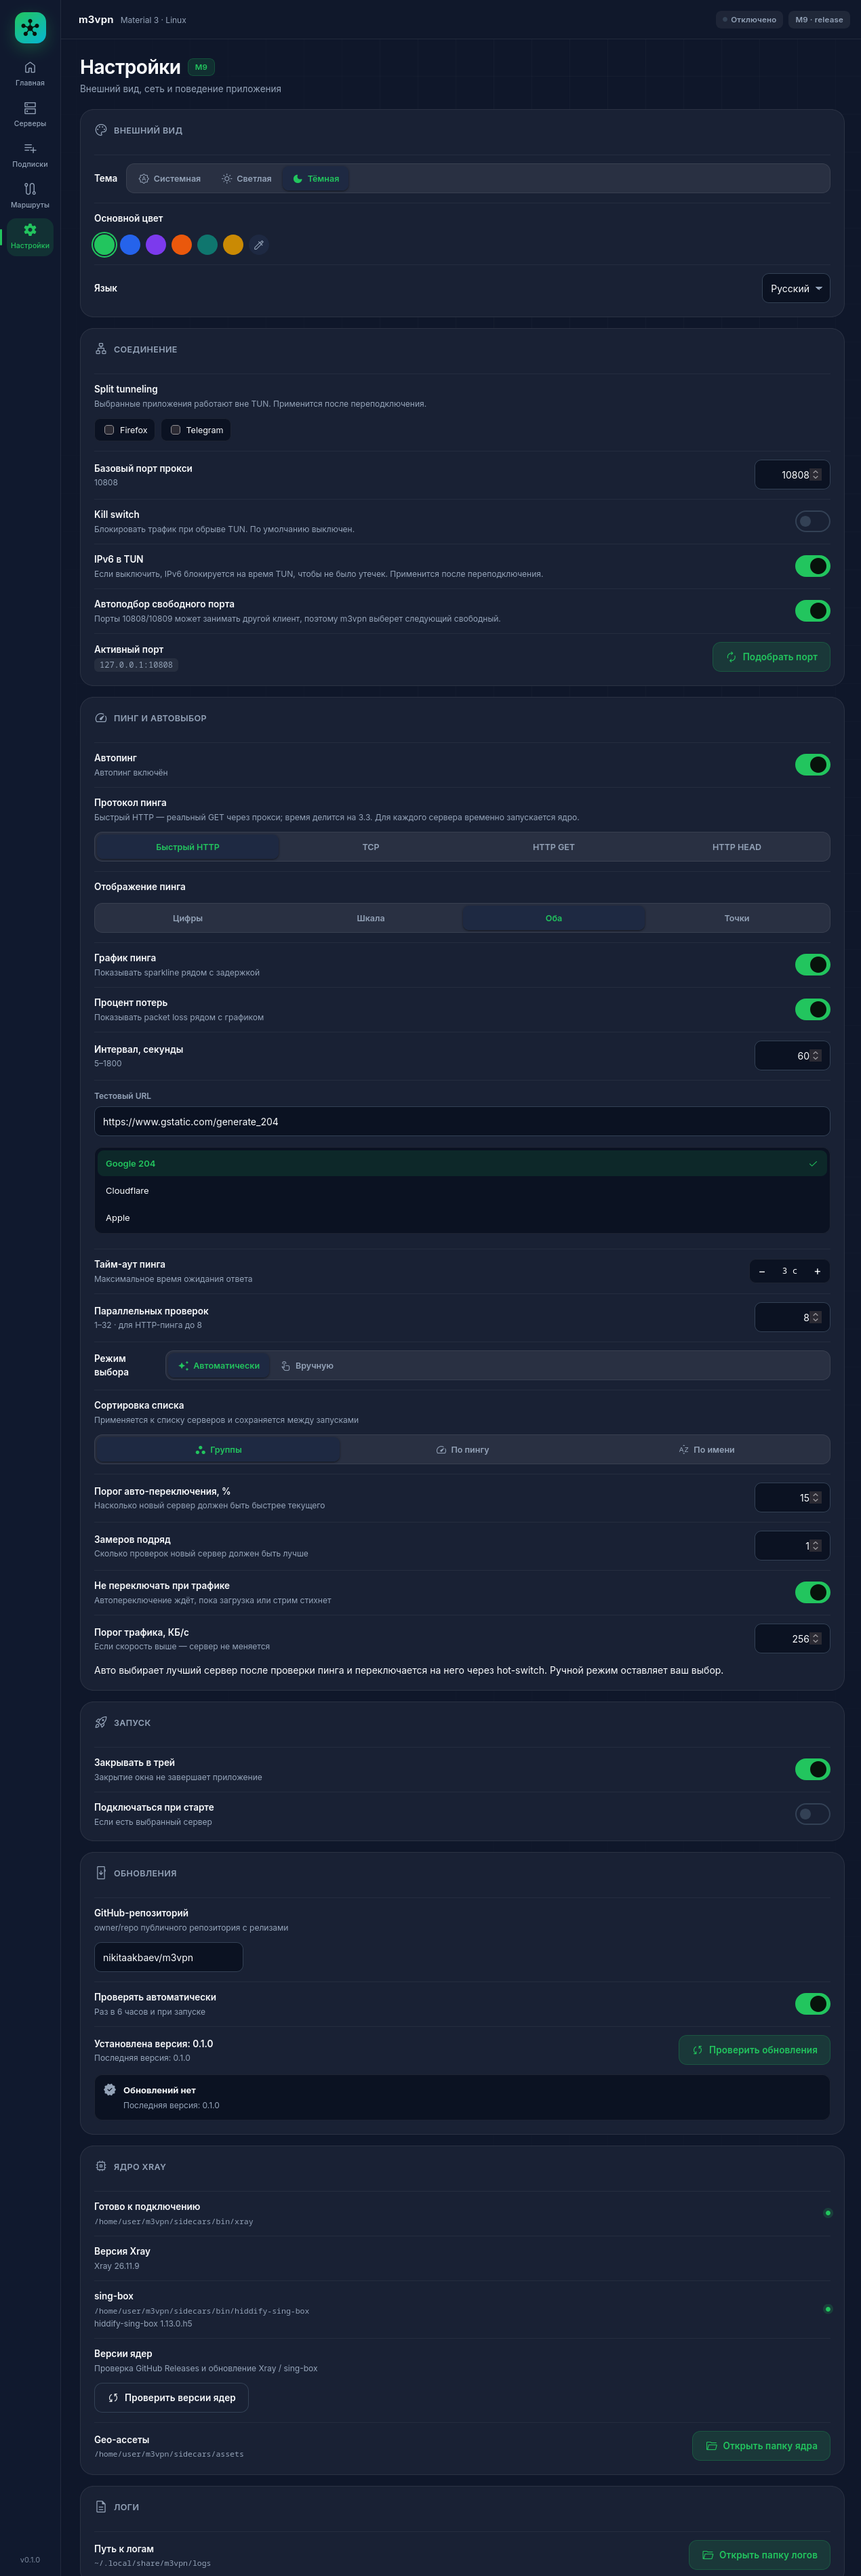 m3vpn Material 3 · Linux
Отключено
M9 · release
Главная
Серверы
Подписки
Маршруты
Настройки
v0.1.0
Настройки M9
Внешний вид, сеть и поведение приложения
ВНЕШНИЙ ВИД
Тема Системная Светлая Тёмная
Основной цвет
Язык Русский
СОЕДИНЕНИЕ
Split tunneling
Выбранные приложения работают вне TUN. Применится после переподключения.
Firefox Telegram
Базовый порт прокси
10808
10808
Kill switch
Блокировать трафик при обрыве TUN. По умолчанию выключен.
IPv6 в TUN
Если выключить, IPv6 блокируется на время TUN, чтобы не было утечек. Применится после переподключения.
Автоподбор свободного порта
Порты 10808/10809 может занимать другой клиент, поэтому m3vpn выберет следующий свободный.
Активный порт
127.0.0.1:10808
Подобрать порт
ПИНГ И АВТОВЫБОР
Автопинг
Автопинг включён
Протокол пинга
Быстрый HTTP — реальный GET через прокси; время делится на 3.3. Для каждого сервера временно запускается ядро.
Быстрый HTTP TCP HTTP GET HTTP HEAD
Отображение пинга
Цифры Шкала Оба Точки
График пинга
Показывать sparkline рядом с задержкой
Процент потерь
Показывать packet loss рядом с графиком
Интервал, секунды
5–1800
60
Тестовый URL
https://www.gstatic.com/generate_204
Google 204
Cloudflare
Apple
Тайм-аут пинга
Максимальное время ожидания ответа
– 3 с +
Параллельных проверок
1–32 · для HTTP-пинга до 8
8
Режим
выбора
Автоматически Вручную
Сортировка списка
Применяется к списку серверов и сохраняется между запусками
Группы По пингу По имени
Порог авто-переключения, %
Насколько новый сервер должен быть быстрее текущего
15
Замеров подряд
Сколько проверок новый сервер должен быть лучше
1
Не переключать при трафике
Автопереключение ждёт, пока загрузка или стрим стихнет
Порог трафика, КБ/с
Если скорость выше — сервер не меняется
256
Авто выбирает лучший сервер после проверки пинга и переключается на него через hot-switch. Ручной режим оставляет ваш выбор.
ЗАПУСК
Закрывать в трей
Закрытие окна не завершает приложение
Подключаться при старте
Если есть выбранный сервер
ОБНОВЛЕНИЯ
GitHub-репозиторий
owner/repo публичного репозитория с релизами
nikitaakbaev/m3vpn
Проверять автоматически
Раз в 6 часов и при запуске
Установлена версия: 0.1.0
Последняя версия: 0.1.0
Проверить обновления
Обновлений нет
Последняя версия: 0.1.0
ЯДРО XRAY
Готово к подключению
/home/user/m3vpn/sidecars/bin/xray
Версия Xray
Xray 26.11.9
sing-box
/home/user/m3vpn/sidecars/bin/hiddify-sing-box
hiddify-sing-box 1.13.0.h5
Версии ядер
Проверка GitHub Releases и обновление Xray / sing-box
Проверить версии ядер
Geo-ассеты
/home/user/m3vpn/sidecars/assets
Открыть папку ядра
ЛОГИ
Путь к логам
~/.local/share/m3vpn/logs
Открыть папку логов